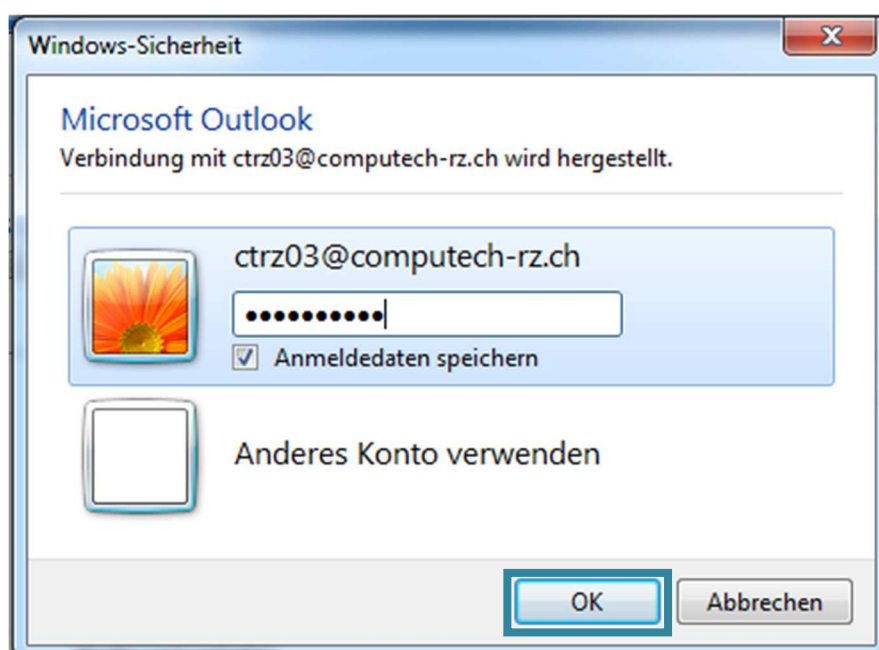 Windows-Sicherheit
Microsoft Outlook
Verbindung mit ctrz03@computech-rz.ch wird hergestellt.
ctrz03@computech-rz.ch
●●●●●●●●●●
Anmeldedaten speichern
Anderes Konto verwenden
OK
Abbrechen